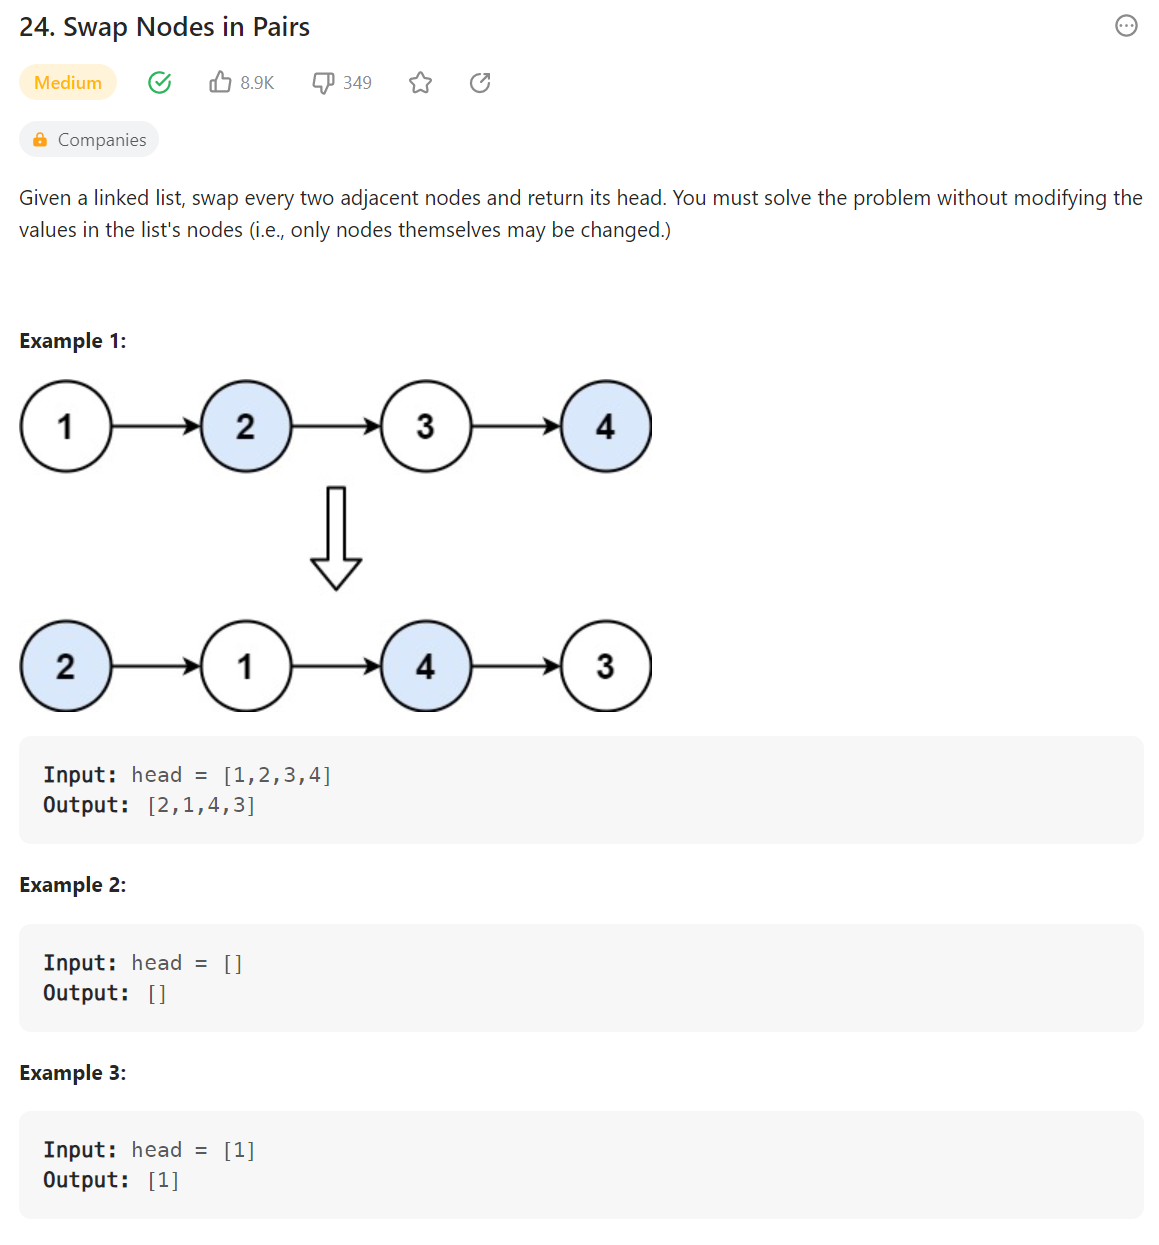 24. Swap Nodes in Pairs
Medium 8.9K 349
Companies
Given a linked list, swap every two adjacent nodes and return its head. You must solve the problem without modifying the
values in the list's nodes (i.e., only nodes themselves may be changed.)
Example 1:
1 2 3 4
2 1 4 3
Input: head = [1,2,3,4]
Output: [2,1,4,3]
Example 2:
Input: head = []
Output: []
Example 3:
Input: head = [1]
Output: [1]